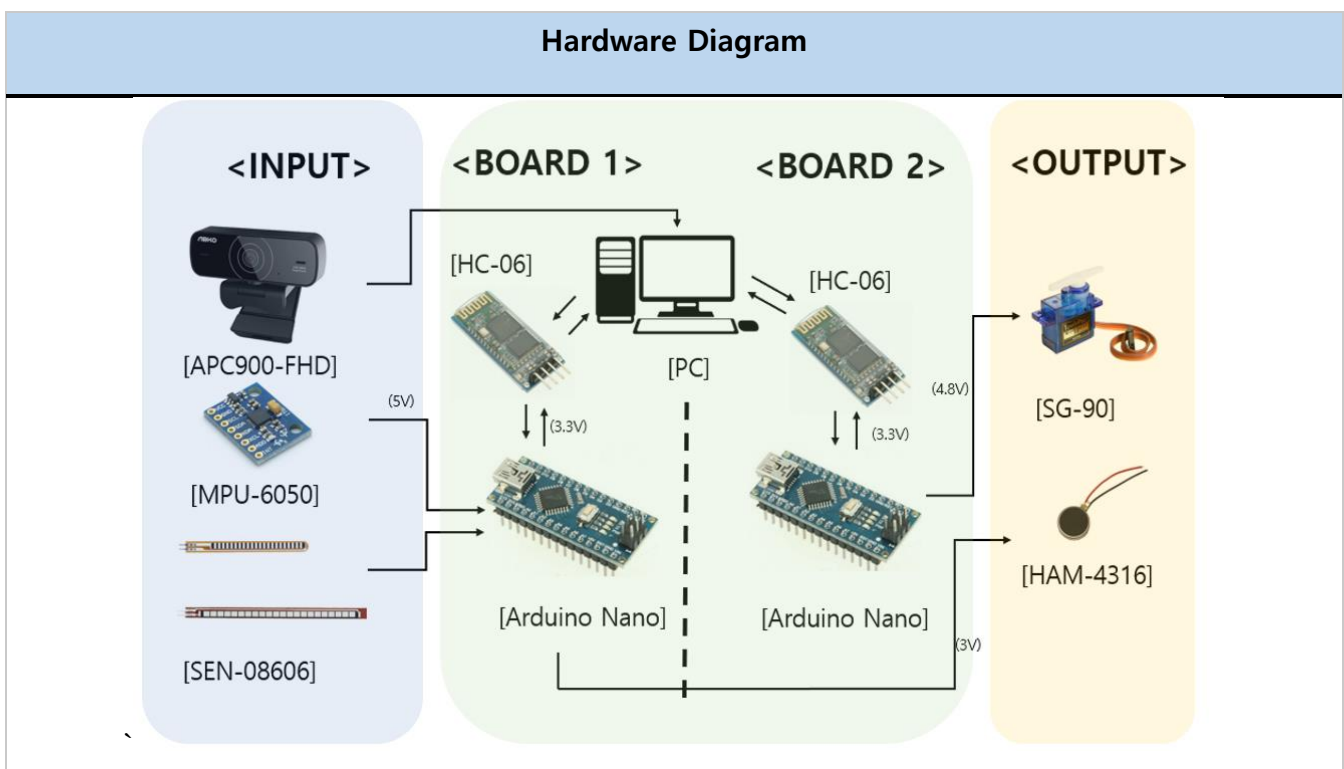 Hardware Diagram
<INPUT>
<BOARD 1>
<BOARD 2>
<OUTPUT>
ABKO
[APC900-FHD]
(5V)
[MPU-6050]
[SEN-08606]
[HC-06]
(3.3V)
[Arduino Nano]
[PC]
[HC-06]
(3.3V)
[Arduino Nano]
(4.8V)
[SG-90]
[HAM-4316]
(3V)
`